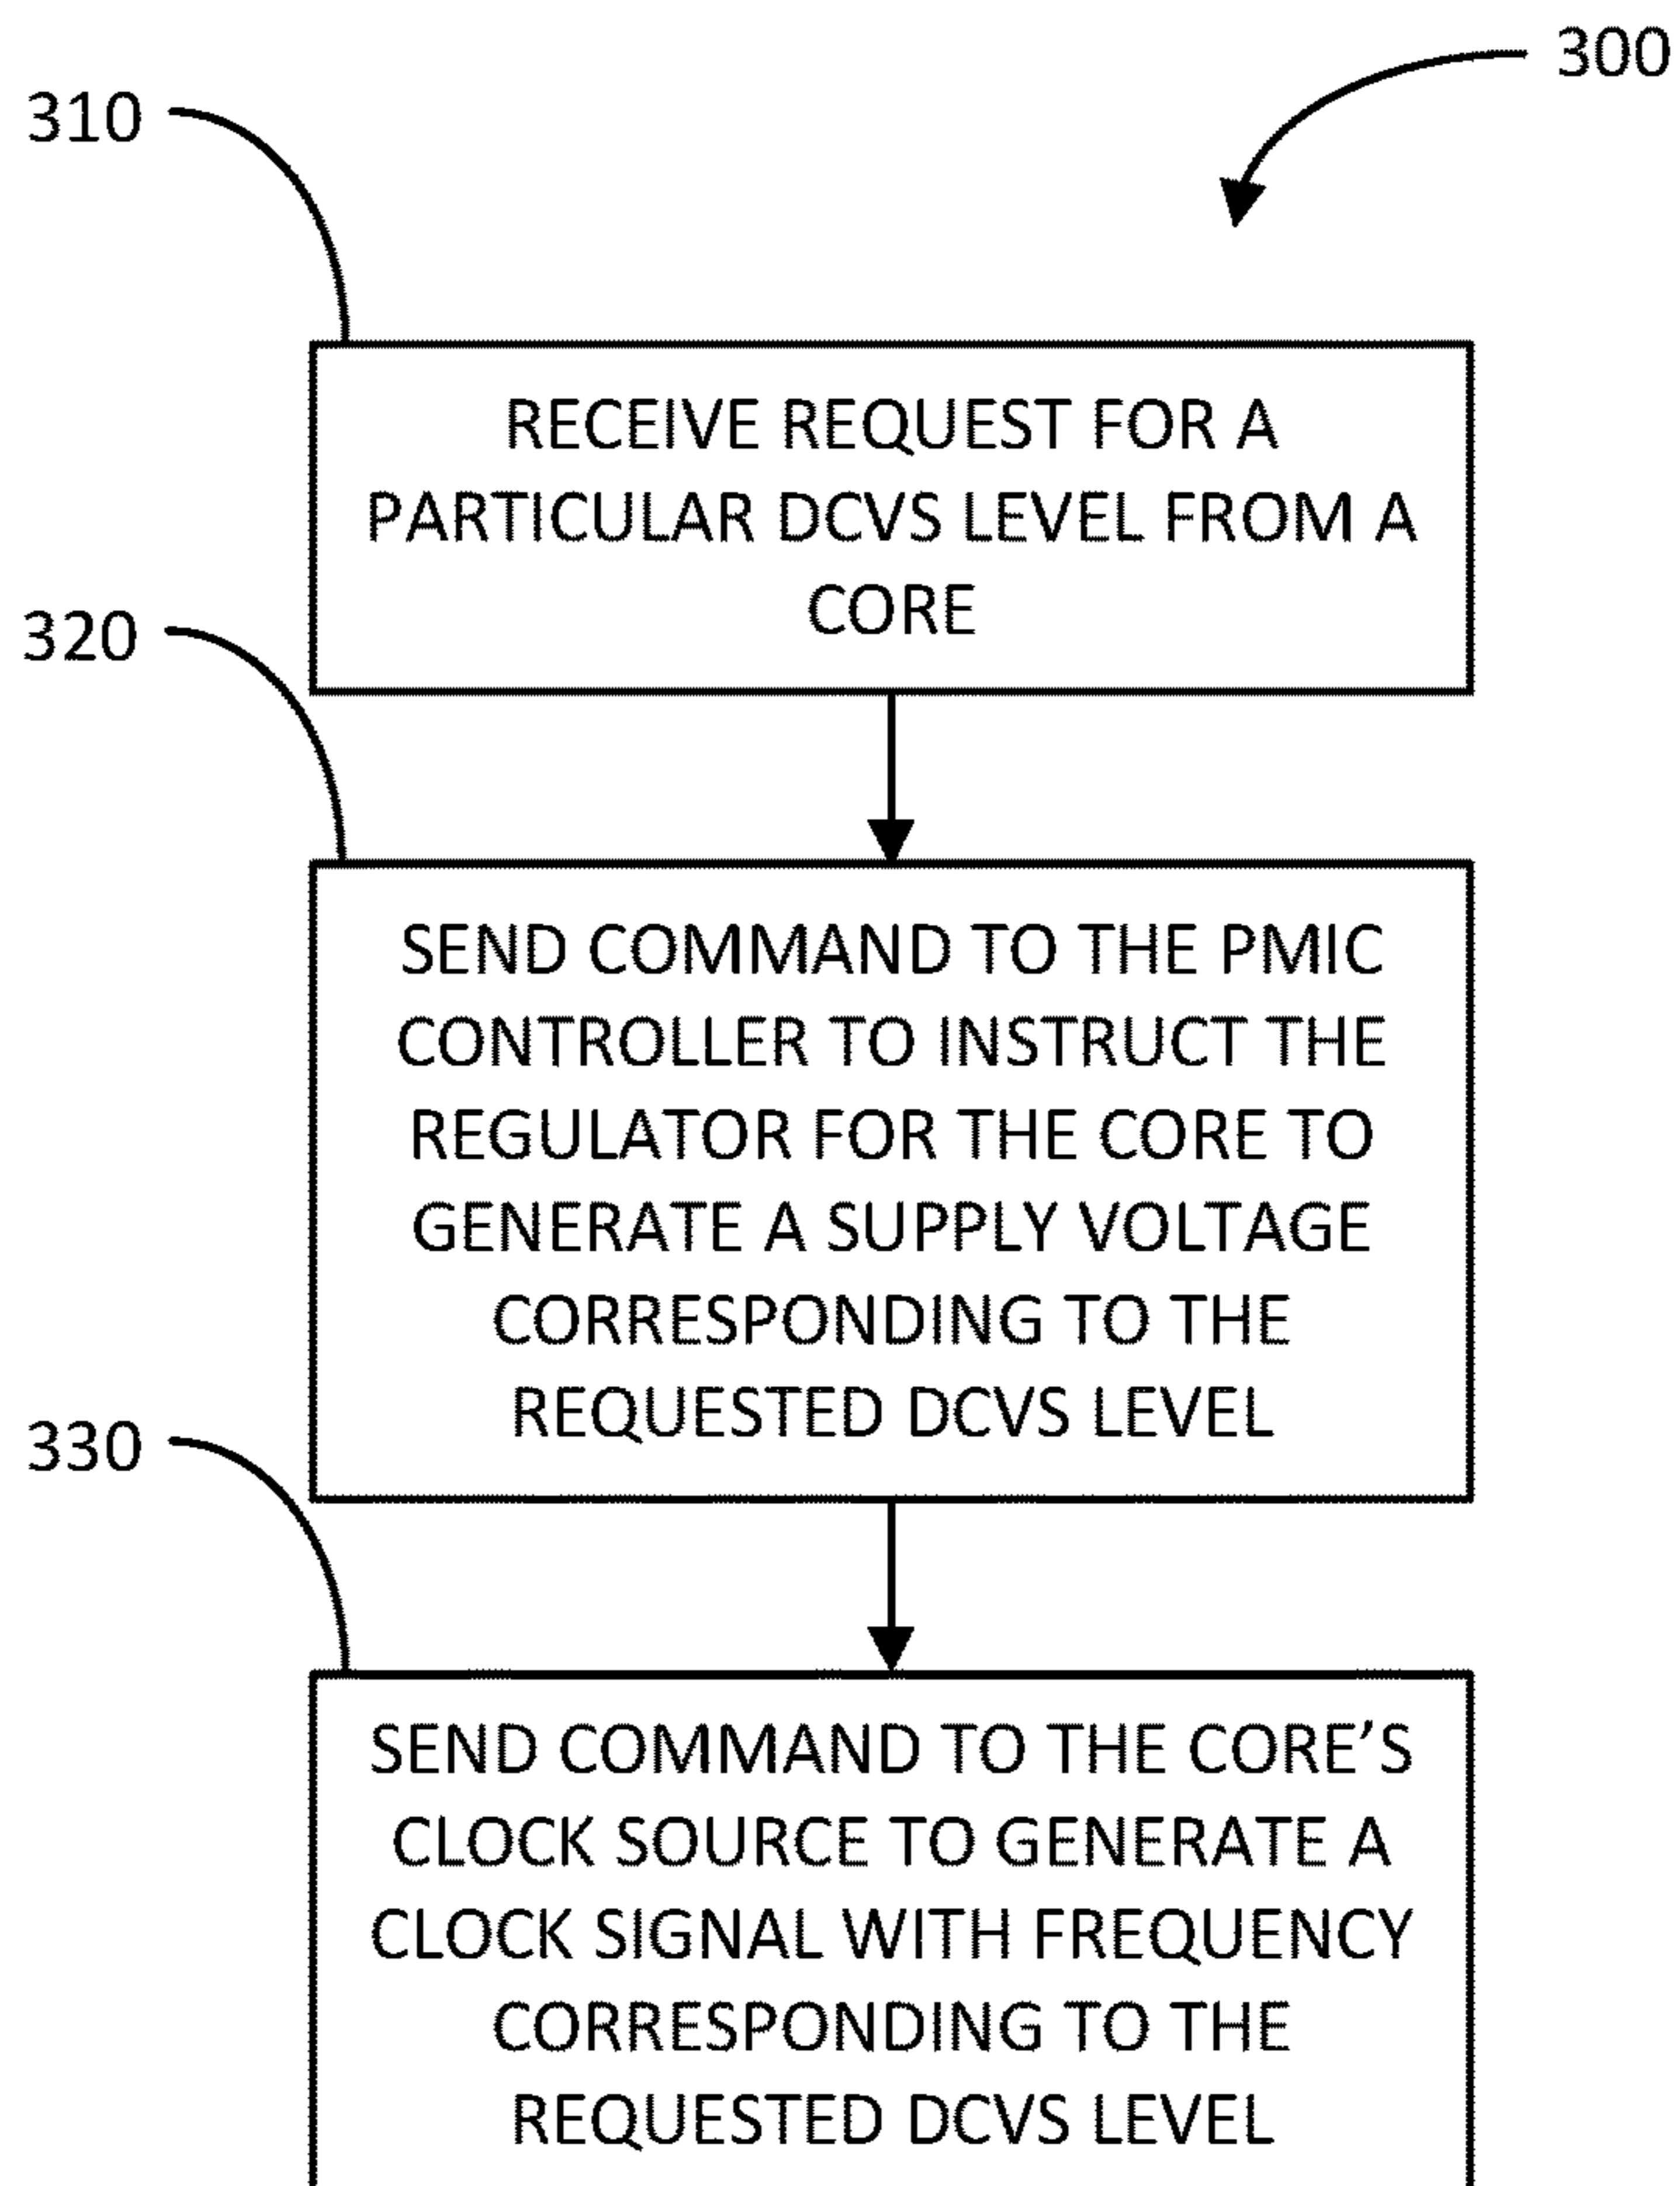 300
310
RECEIVE REQUEST FOR A
PARTICULAR DCVS LEVEL FROM A
CORE
320
SEND COMMAND TO THE PMIC
CONTROLLER TO INSTRUCT THE
REGULATOR FOR THE CORE TO
GENERATE A SUPPLY VOLTAGE
CORRESPONDING TO THE
REQUESTED DCVS LEVEL
330
SEND COMMAND TO THE CORE’S
CLOCK SOURCE TO GENERATE A
CLOCK SIGNAL WITH FREQUENCY
CORRESPONDING TO THE
REQUESTED DCVS LEVEL